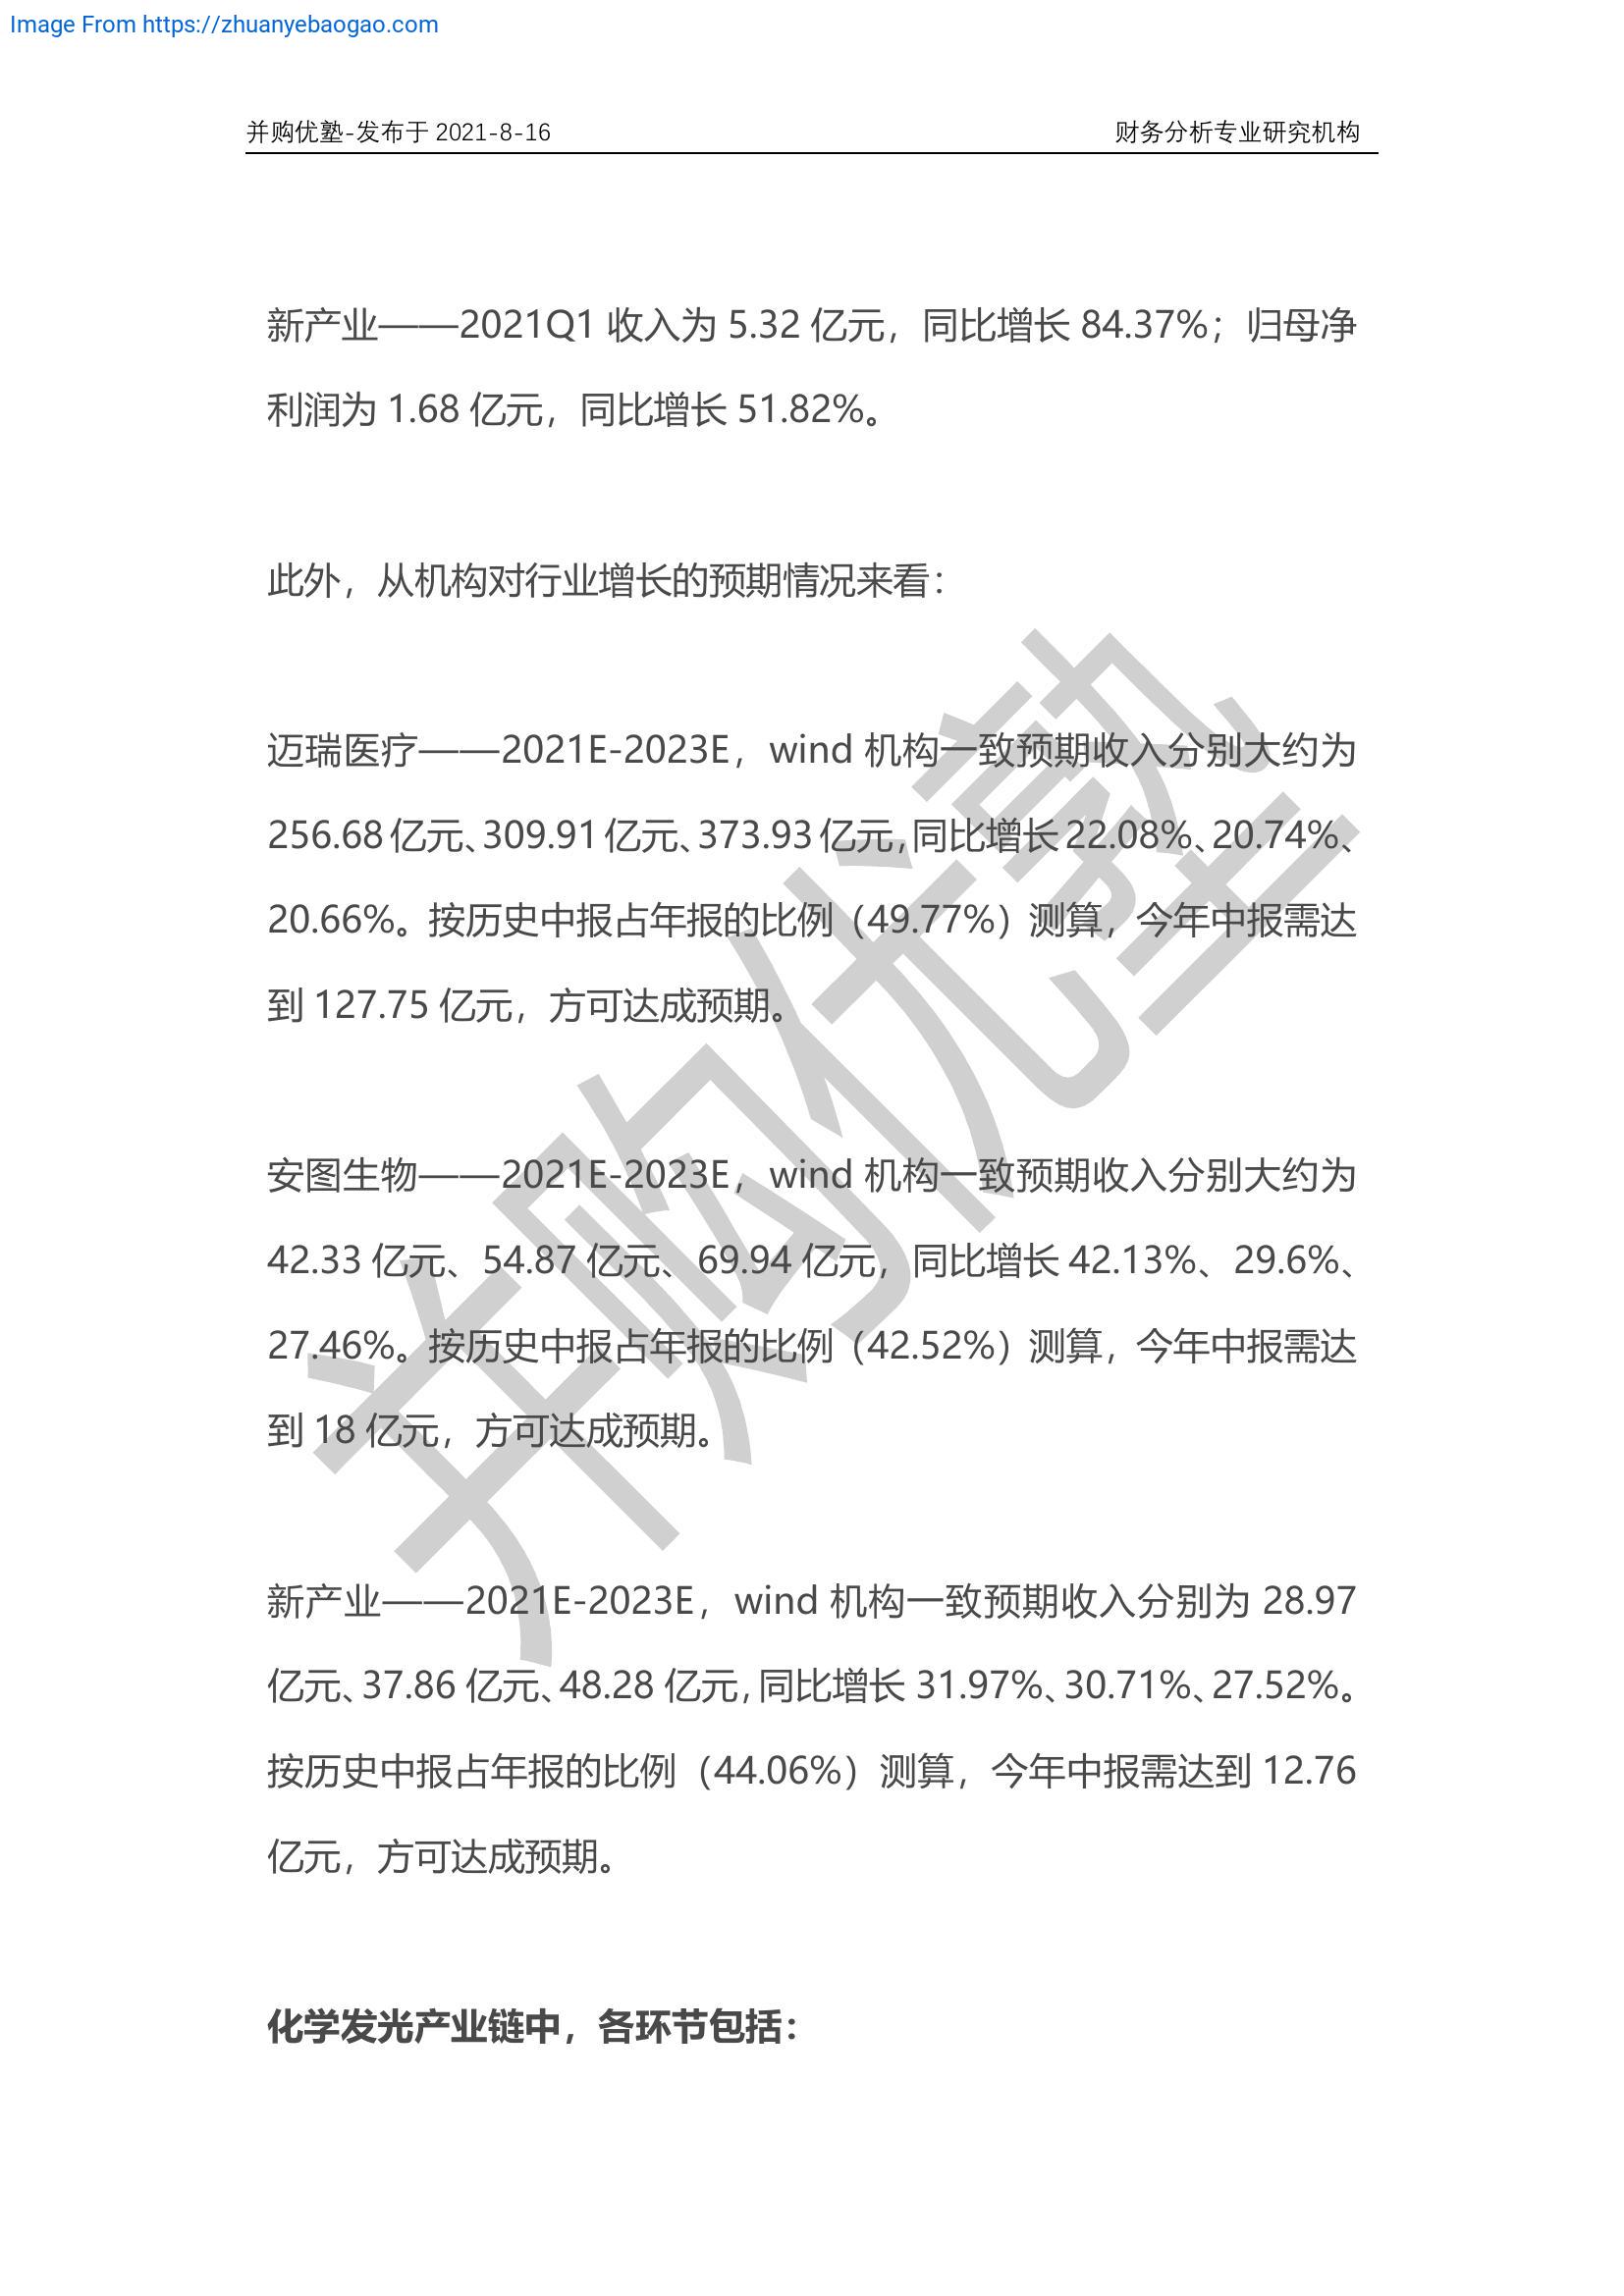 Image From https://zhuanyebaogao.com
并购优塾-发布于 2021-8-16 财务分析专业研究机构
新产业——2021Q1 收入为 5.32 亿元，同比增长 84.37%；归母净
利润为 1.68 亿元，同比增长 51.82%。
此外，从机构对行业增长的预期情况来看：
迈瑞医疗——2021E-2023E，wind 机构一致预期收入分别大约为
256.68 亿元、309.91 亿元、373.93 亿元，同比增长 22.08%、20.74%、
20.66%。按历史中报占年报的比例（49.77%）测算，今年中报需达
到 127.75 亿元，方可达成预期。
安图生物——2021E-2023E，wind 机构一致预期收入分别大约为
42.33 亿元、54.87 亿元、69.94 亿元，同比增长 42.13%、29.6%、
27.46%。按历史中报占年报的比例（42.52%）测算，今年中报需达
到 18 亿元，方可达成预期。
新产业——2021E-2023E，wind 机构一致预期收入分别为 28.97
亿元、37.86 亿元、48.28 亿元，同比增长 31.97%、30.71%、27.52%。
按历史中报占年报的比例（44.06%）测算，今年中报需达到 12.76
亿元，方可达成预期。
化学发光产业链中，各环节包括：
并购优塾